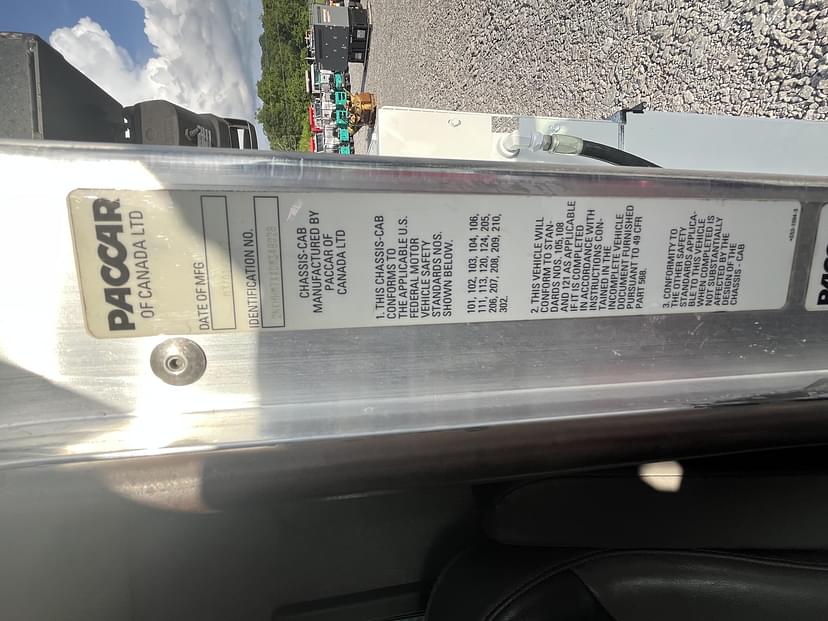 PACCAR
OF CANADA LTD
DATE OF MFG
IDENTIFICATION NO.
CHASSIS-CAB
MANUFACTURED BY
PACCAR OF
CANADA LTD
1. THIS CHASSIS-CAB
CONFORMS TO
THE APPLICABLE U.S.
FEDERAL MOTOR
VEHICLE SAFETY
STANDARDS NOS.
SHOWN BELOW.
101, 102, 103, 104, 106,
111, 113, 120, 124, 205,
206, 207, 208, 209, 210,
302.
2. THIS VEHICLE WILL
CONFORM TO STAN-
DARDS NOS. 105, 108
AND 121 AS APPLICABLE
IF IT IS COMPLETED
IN ACCORDANCE WITH
INSTRUCTIONS CON-
TAINED IN THE
INCOMPLETE VEHICLE
DOCUMENT FURNISHED
PURSUANT TO 49 CFR
PART 568.
3. CONFORMITY TO
THE OTHER SAFETY
STANDARDS APPLICA-
BLE TO THIS VEHICLE
WHEN COMPLETED IS
NOT SUBSTANTIALLY
AFFECTED BY THE
DESIGN OF THE
CHASSIS - CAB
PACCAR